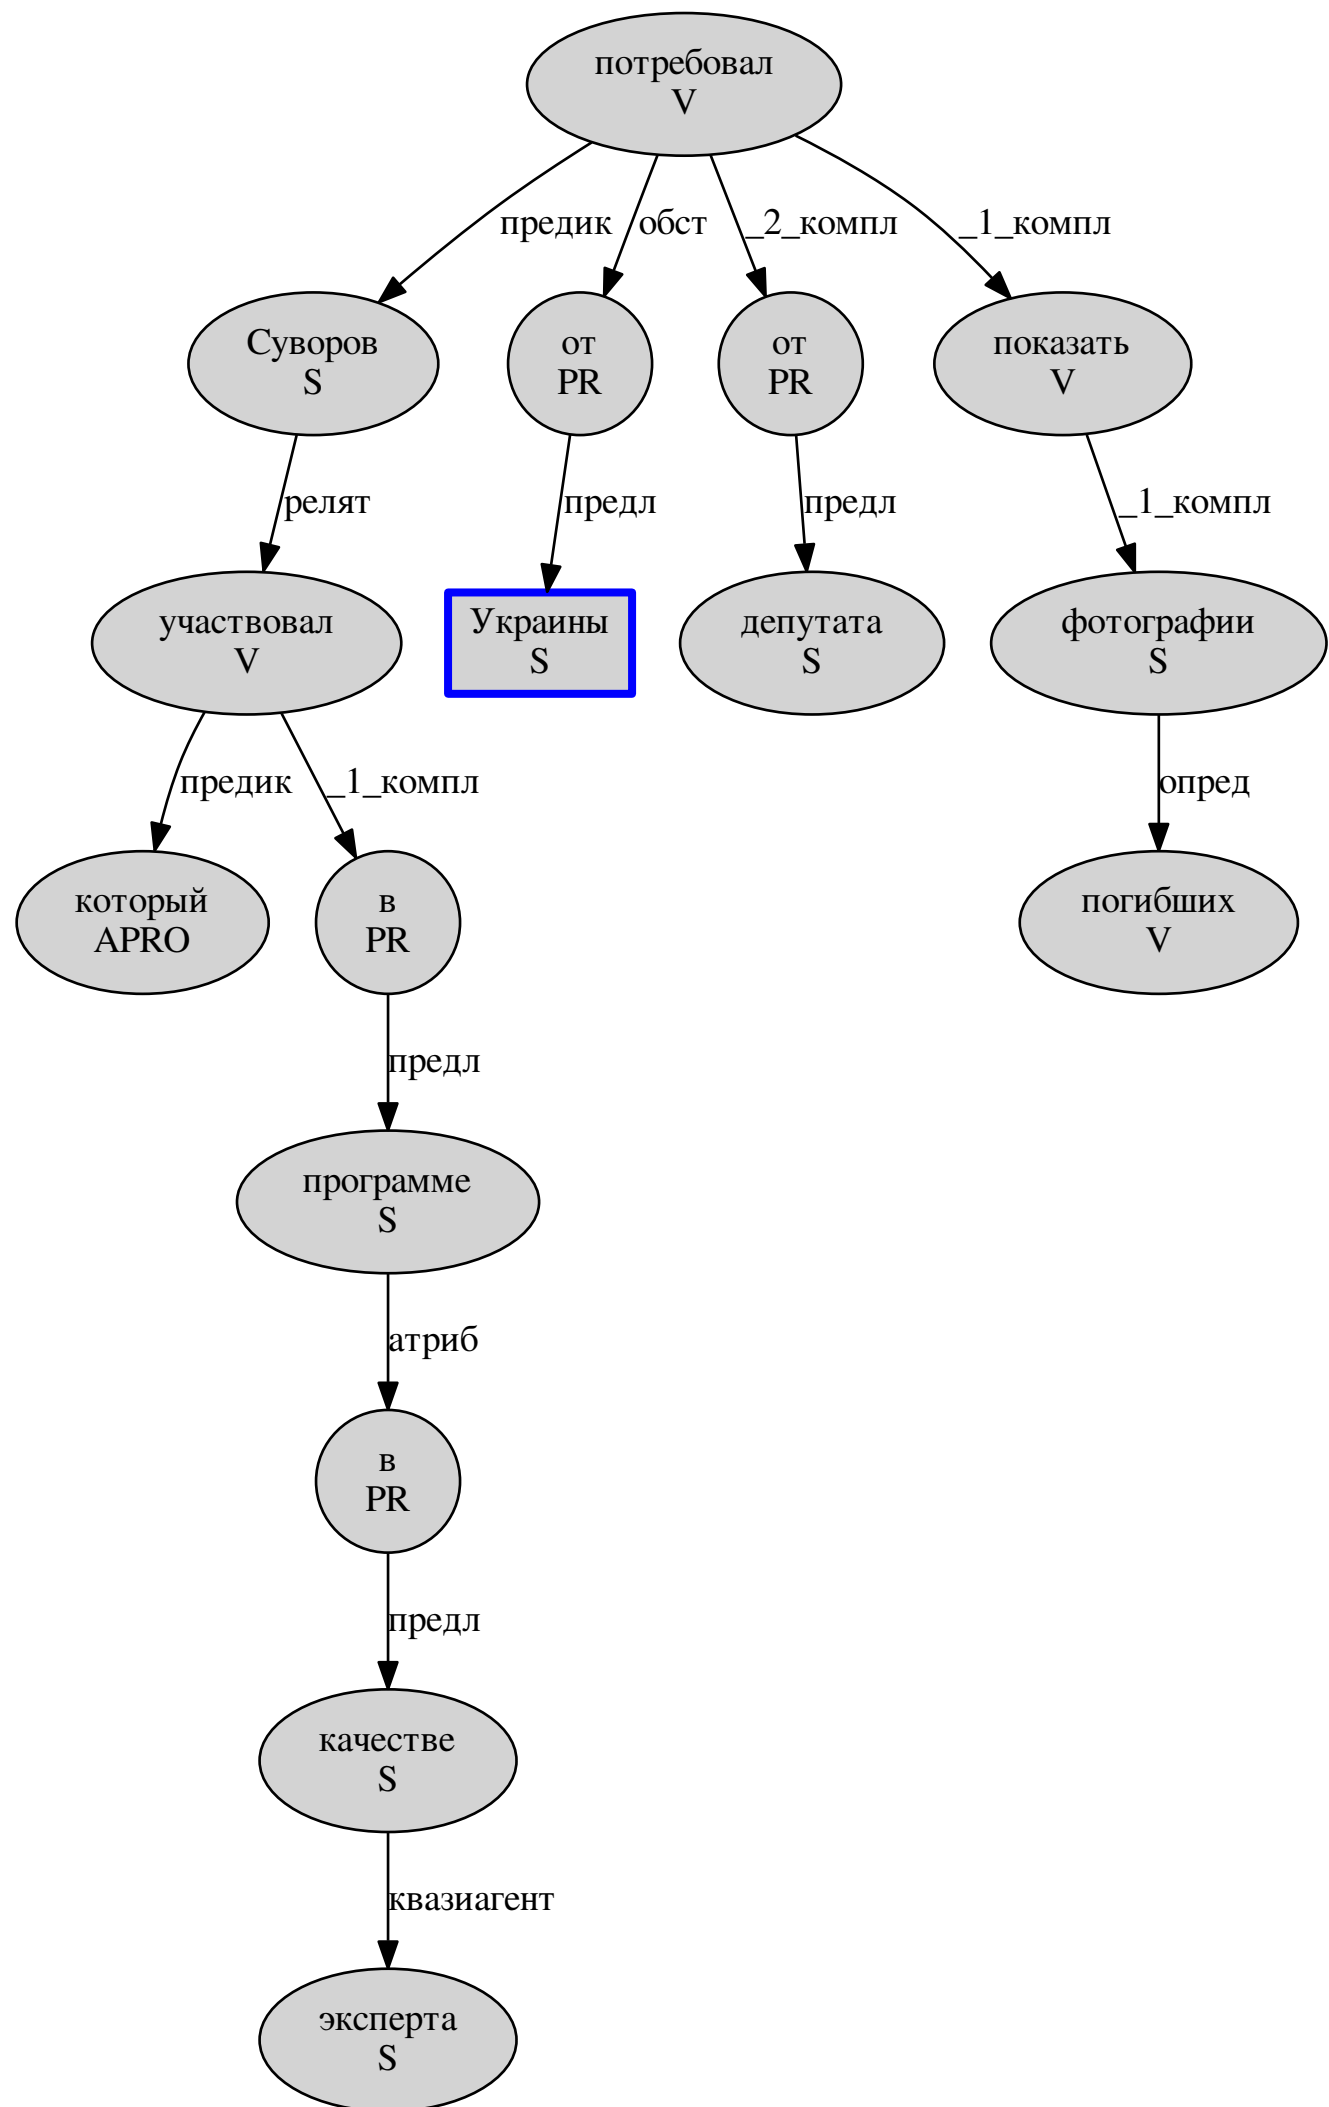 потребовал
V
предик
обст
_2_компл
_1_компл
Суворов
S
от
PR
от
PR
показать
V
релят
предл
предл
_1_компл
участвовал
V
Украины
S
депутата
S
фотографии
S
предик
_1_компл
опред
который
APRO
в
PR
погибших
V
предл
программе
S
атриб
в
PR
предл
качестве
S
квазиагент
эксперта
S